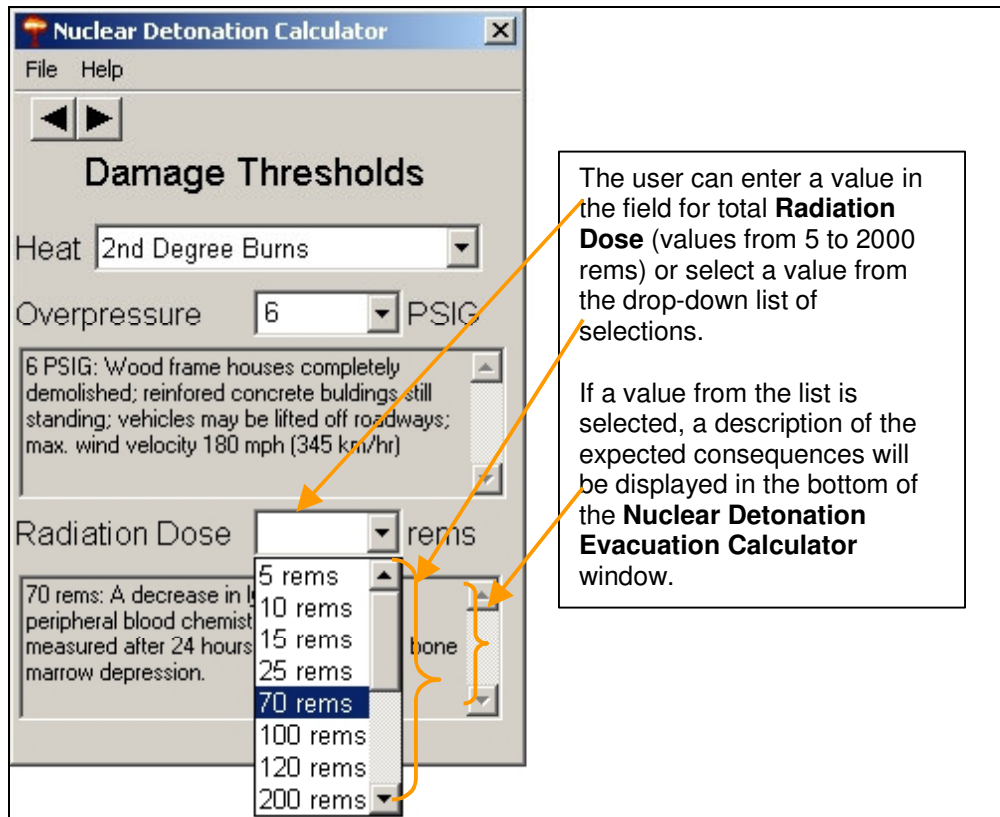 Nuclear Detonation Calculator
File Help
Damage Thresholds
Heat 2nd Degree Burns
Overpressure 6 PSIG
6 PSIG: Wood frame houses completely
demolished; reinfored concrete buldings still
standing; vehicles may be lifted off roadways;
max. wind velocity 180 mph (345 km/hr)
Radiation Dose rems
70 rems: A decrease in
peripheral blood
measured after 24 hours
bone
marrow depression.
5 rems
10 rems
15 rems
25 rems
70 rems
100 rems
120 rems
200 rems
The user can enter a value in
the field for total Radiation
Dose (values from 5 to 2000
rems) or select a value from
the drop-down list of
selections.
If a value from the list is
selected, a description of the
expected consequences will
be displayed in the bottom of
the Nuclear Detonation
Evacuation Calculator
window.